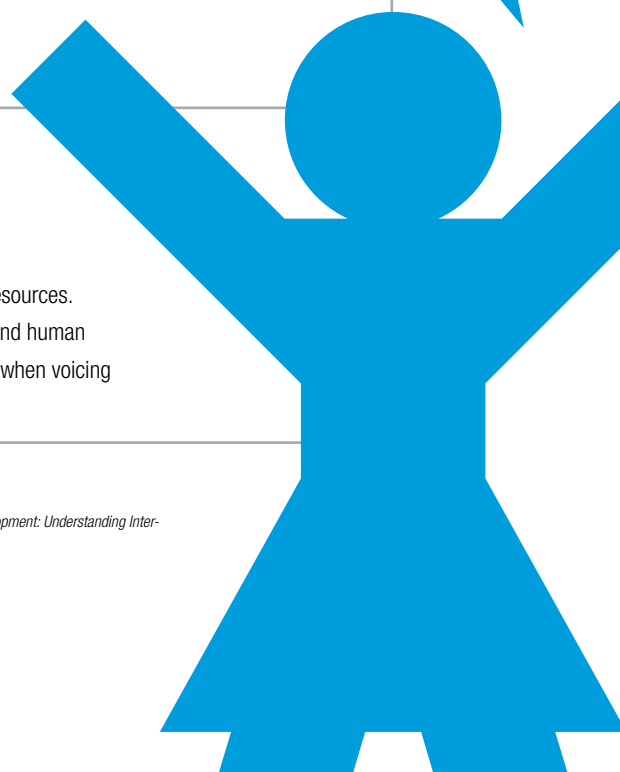 esources.
nd human
when voicing
opment: Understanding Inter-